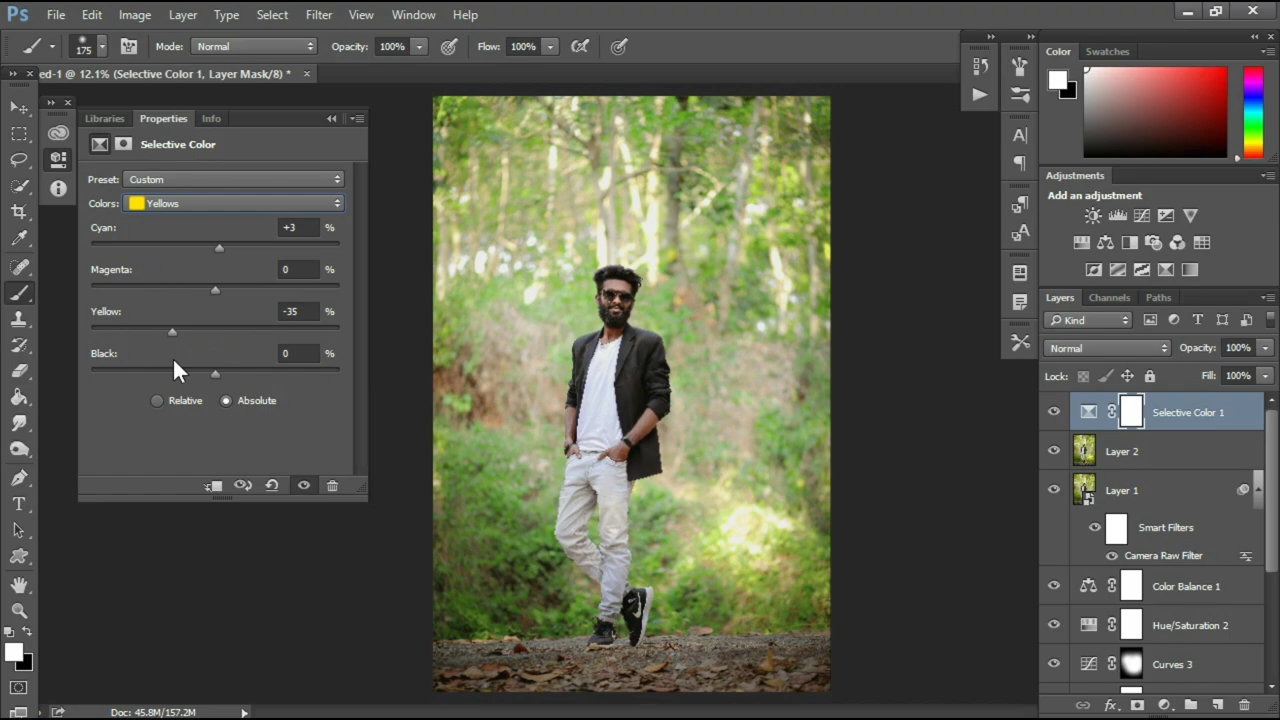 Ps File Edit Image Layer Type Select Filter View Window Help
175 Mode: Normal Opacity: 100% Flow: 100%
ed-1 @ 12.1% (Selective Color 1, Layer Mask/8) * ×
Libraries Properties Info
Selective Color
Preset: Custom
Colors: Yellows
Cyan: +3 %
Magenta: 0 %
Yellow: -35 %
Black: 0 %
Relative Absolute
Color Swatches
Adjustments
Add an adjustment
Layers Channels Paths
Kind
Normal Opacity: 100%
Lock: Fill: 100%
Selective Color 1
Layer 2
Layer 1
Smart Filters
Camera Raw Filter
Color Balance 1
Hue/Saturation 2
Curves 3
Doc: 45.8M/157.2M